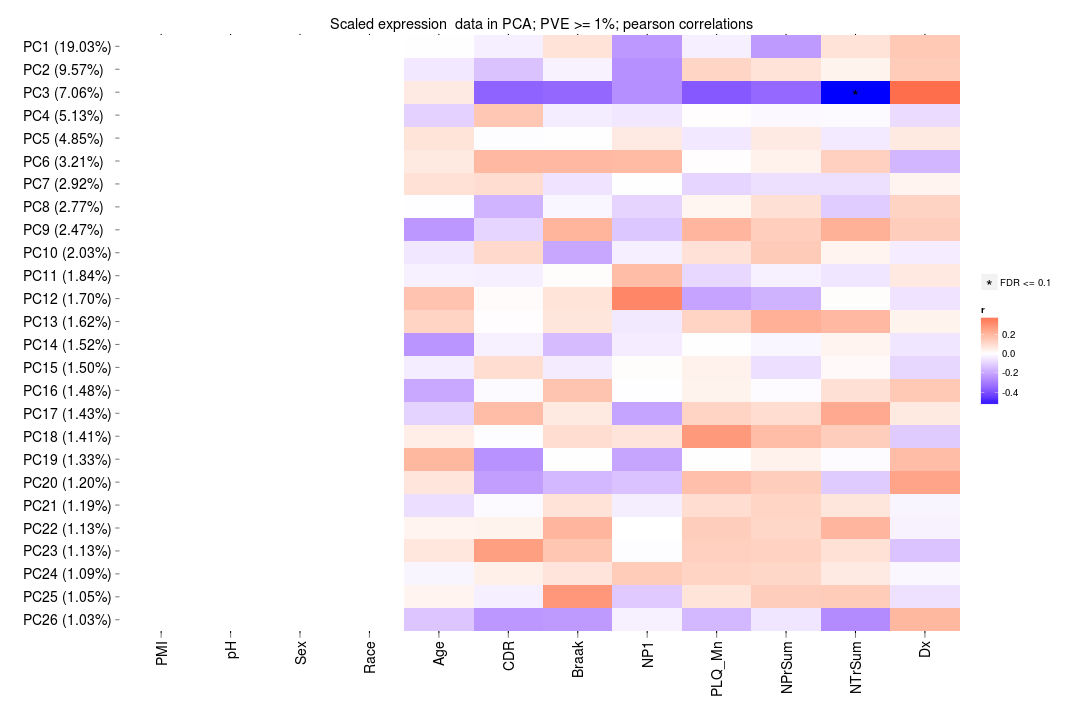 Scaled expression  data in PCA; PVE >= 1%; pearson correlations
PC1 (19.03%)
PC2 (9.57%)
PC3 (7.06%)
*
PC4 (5.13%)
PC5 (4.85%)
PC6 (3.21%)
PC7 (2.92%)
PC8 (2.77%)
PC9 (2.47%)
PC10 (2.03%)
PC11 (1.84%)
PC12 (1.70%)
PC13 (1.62%)
PC14 (1.52%)
PC15 (1.50%)
PC16 (1.48%)
PC17 (1.43%)
PC18 (1.41%)
PC19 (1.33%)
PC20 (1.20%)
PC21 (1.19%)
PC22 (1.13%)
PC23 (1.13%)
PC24 (1.09%)
PC25 (1.05%)
PC26 (1.03%)
PMI
pH
Sex
Race
Age
CDR
Braak
NP1
PLQ_Mn
NPrSum
NTrSum
Dx
* FDR <= 0.1
r
0.2
0.0
-0.2
-0.4